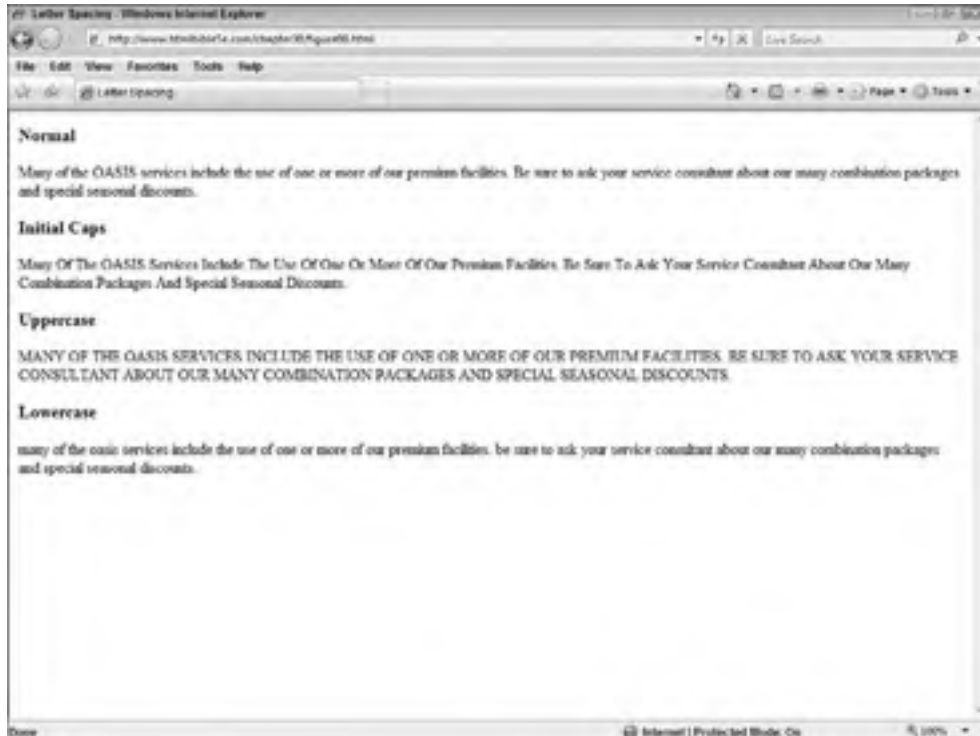 Letter Spacing - Windows Internet Explorer
Live Search
File Edit View Favorites Tools Help
Letter Spacing
Page Tools
Normal
Many of the OASIS services include the use of one or more of our premium facilities. Be sure to ask your service consultant about our many combination packages
and special seasonal discounts.
Initial Caps
Many Of The OASIS Services Include The Use Of One Or More Of Our Premium Facilities. Be Sure To Ask Your Service Consultant About Our Many
Combination Packages And Special Seasonal Discounts.
Uppercase
MANY OF THE OASIS SERVICES INCLUDE THE USE OF ONE OR MORE OF OUR PREMIUM FACILITIES. BE SURE TO ASK YOUR SERVICE
CONSULTANT ABOUT OUR MANY COMBINATION PACKAGES AND SPECIAL SEASONAL DISCOUNTS.
Lowercase
many of the oasis services include the use of one or more of our premium facilities. be sure to ask your service consultant about our many combination packages
and special seasonal discounts.
Done
Internet | Protected Mode: On
100%